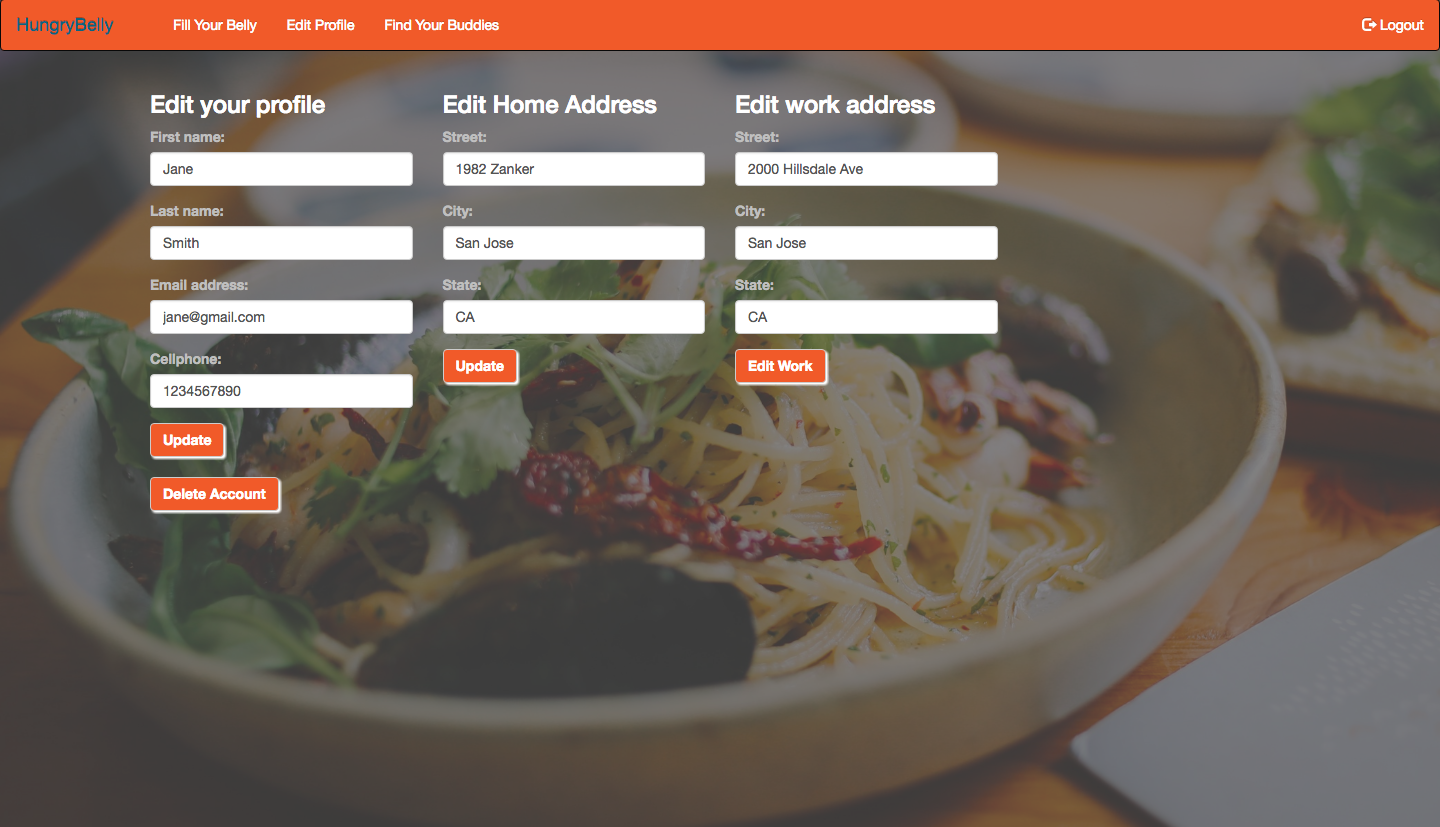 HungryBelly Fill Your Belly Edit Profile Find Your Buddies Logout
Edit your profile
First name:
Jane
Last name:
Smith
Email address:
jane@gmail.com
Cellphone:
1234567890
Update
Delete Account
Edit Home Address
Street:
1982 Zanker
City:
San Jose
State:
CA
Update
Edit work address
Street:
2000 Hillsdale Ave
City:
San Jose
State:
CA
Edit Work